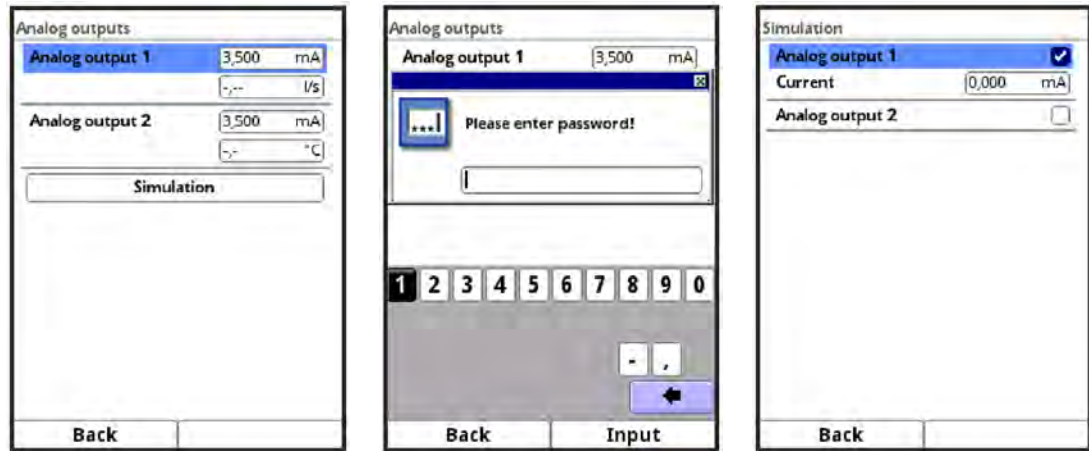 Analog outputs
Analog output 1 3,500 mA
-,-- l/s
Analog output 2 3,500 mA
-,- °C
Simulation
Back
Analog outputs
Analog output 1 3,500 mA
...I Please enter password!
1 2 3 4 5 6 7 8 9 0
- ,
Back Input
Simulation
Analog output 1
Current 0,000 mA
Analog output 2
Back